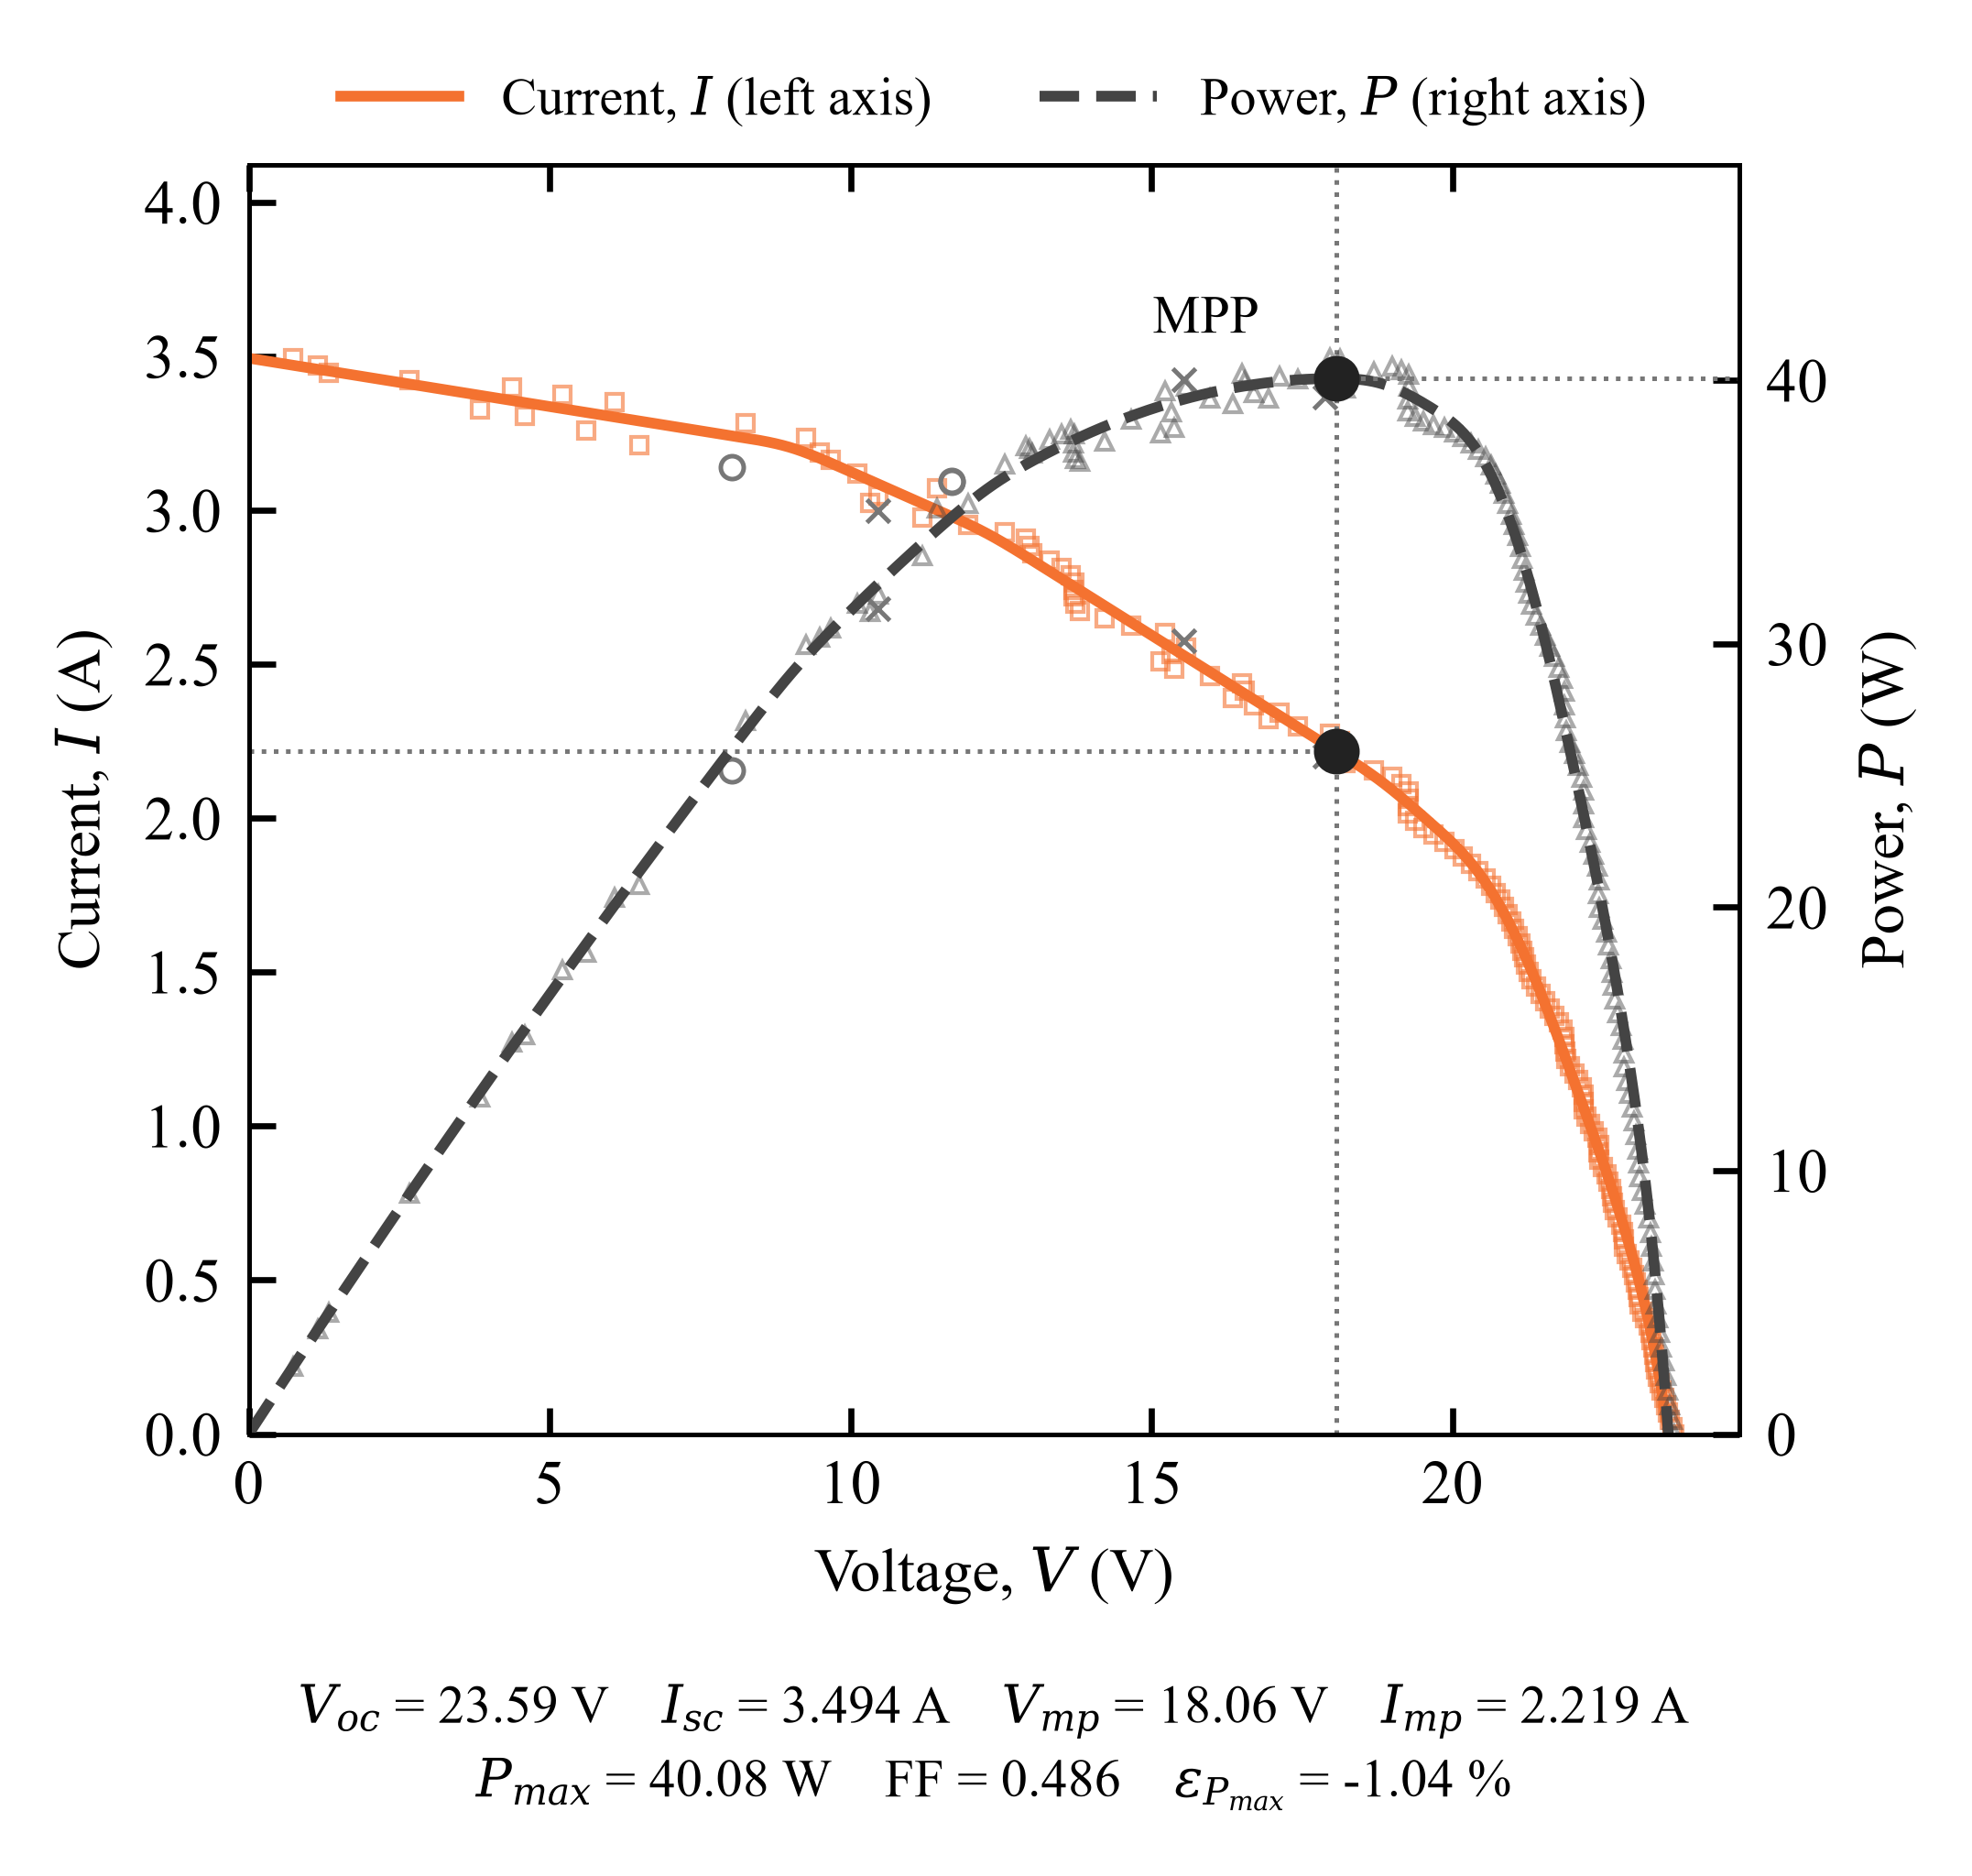 Current, I (left axis) Power, P (right axis)
4.0
3.5
3.0
2.5
2.0
1.5
1.0
0.5
0.0
Current, I (A)
MPP
40
30
20
10
0
Power, P (W)
0 5 10 15 20
Voltage, V (V)
V_oc = 23.59 V I_sc = 3.494 A V_mp = 18.06 V I_mp = 2.219 A
P_max = 40.08 W FF = 0.486 ε_P_max = -1.04 %